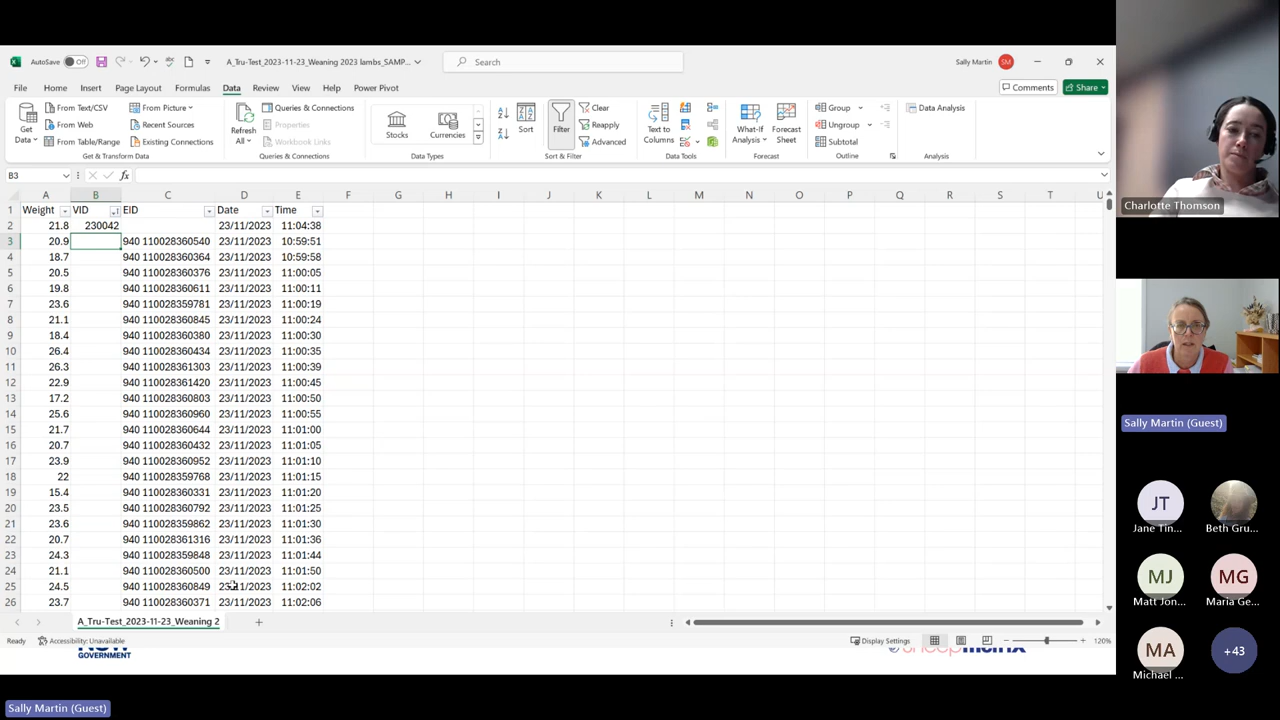 AutoSave Off A_Tru-Test_2023-11-23_Weaning 2023 lambs_SAMP... Search Sally Martin SM
File Home Insert Page Layout Formulas Data Review View Help Power Pivot Comments Share
Get Data From Text/CSV From Picture Refresh All Queries & Connections Stocks Currencies Sort Filter Clear Text to Columns What-If Analysis Forecast Sheet Group Data Analysis
From Web Recent Sources Properties Reapply Ungroup
From Table/Range Existing Connections Workbook Links Advanced Subtotal
Get & Transform Data Queries & Connections Data Types Sort & Filter Data Tools Forecast Outline Analysis
B3 fx
A B C D E F G H I J K L M N O P Q R S T U
1 Weight VID EID Date Time
2 21.8 230042 23/11/2023 11:04:38
3 20.9 940 110028360540 23/11/2023 10:59:51
4 18.7 940 110028360364 23/11/2023 10:59:58
5 20.5 940 110028360376 23/11/2023 11:00:05
6 19.8 940 110028360611 23/11/2023 11:00:11
7 23.6 940 110028359781 23/11/2023 11:00:19
8 21.1 940 110028360845 23/11/2023 11:00:24
9 18.4 940 110028360380 23/11/2023 11:00:30
10 26.4 940 110028360434 23/11/2023 11:00:35
11 26.3 940 110028361303 23/11/2023 11:00:39
12 22.9 940 110028361420 23/11/2023 11:00:45
13 17.2 940 110028360803 23/11/2023 11:00:50
14 25.6 940 110028360960 23/11/2023 11:00:55
15 21.7 940 110028360644 23/11/2023 11:01:00
16 20.7 940 110028360432 23/11/2023 11:01:05
17 23.9 940 110028360952 23/11/2023 11:01:10
18 22 940 110028359768 23/11/2023 11:01:15
19 15.4 940 110028360331 23/11/2023 11:01:20
20 23.5 940 110028360792 23/11/2023 11:01:25
21 23.6 940 110028359862 23/11/2023 11:01:30
22 20.7 940 110028361316 23/11/2023 11:01:36
23 24.3 940 110028359848 23/11/2023 11:01:44
24 21.1 940 110028360500 23/11/2023 11:01:50
25 24.5 940 110028360849 23/11/2023 11:02:02
26 23.7 940 110028360371 23/11/2023 11:02:06
A_Tru-Test_2023-11-23_Weaning 2
Ready Accessibility: Unavailable Display Settings 120%
GOVERNMENT
Sally Martin (Guest)
Charlotte Thomson
Sally Martin (Guest)
JT
Jane Tin... Beth Gru...
MJ MG
Matt Jon... Maria Ge...
MA +43
Michael ...